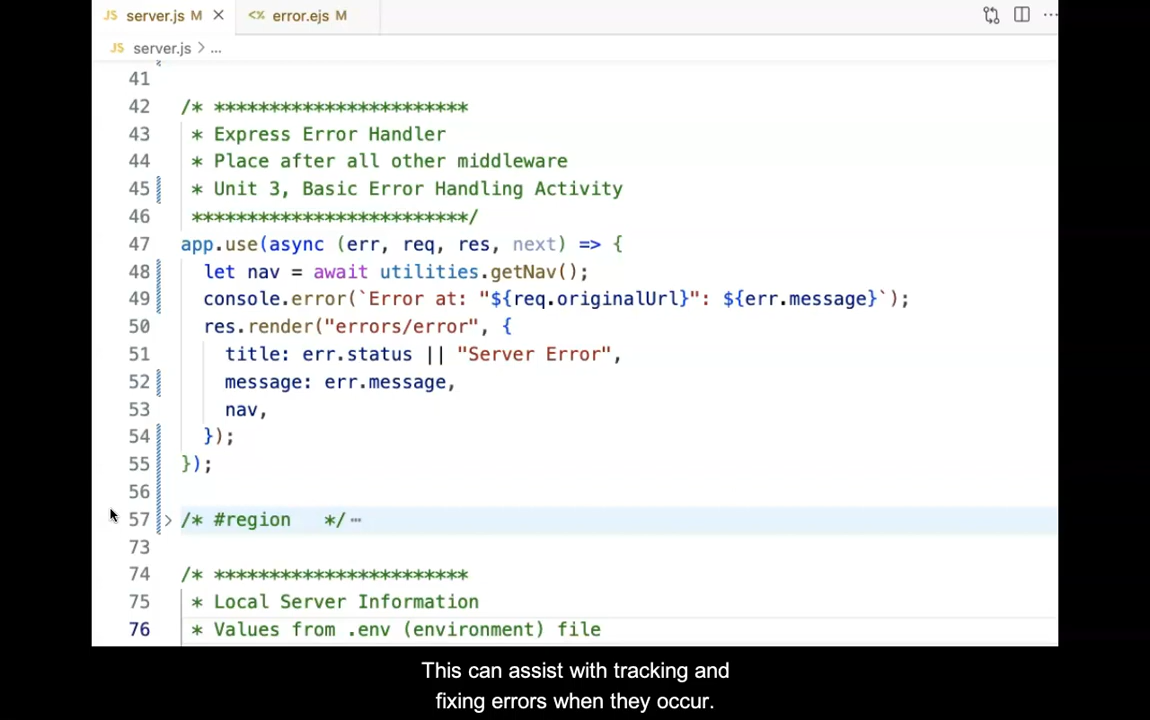 JS server.js M × <% error.ejs M ...
JS server.js > ...
41
42 /* ***********************
43 * Express Error Handler
44 * Place after all other middleware
45 * Unit 3, Basic Error Handling Activity
46 *************************/
47 app.use(async (err, req, res, next) => {
48 let nav = await utilities.getNav();
49 console.error(`Error at: "${req.originalUrl}": ${err.message}`);
50 res.render("errors/error", {
51 title: err.status || "Server Error",
52 message: err.message,
53 nav,
54 });
55 });
56
57 > /* #region */ ...
73
74 /* ***********************
75 * Local Server Information
76 * Values from .env (environment) file
This can assist with tracking and
fixing errors when they occur.